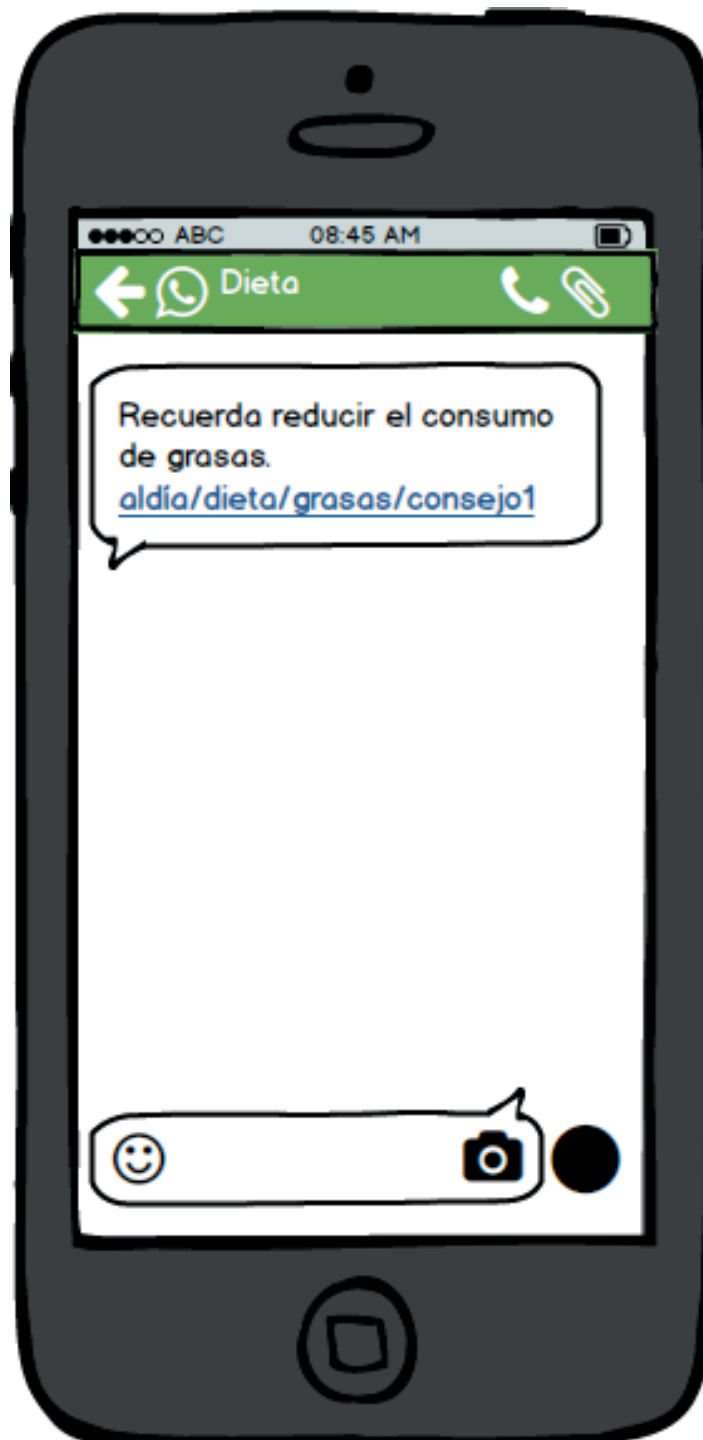 ABC 08:45 AM
Dieta
Recuerda reducir el consumo
de grasas.
aldía/dieta/grasas/consejo1